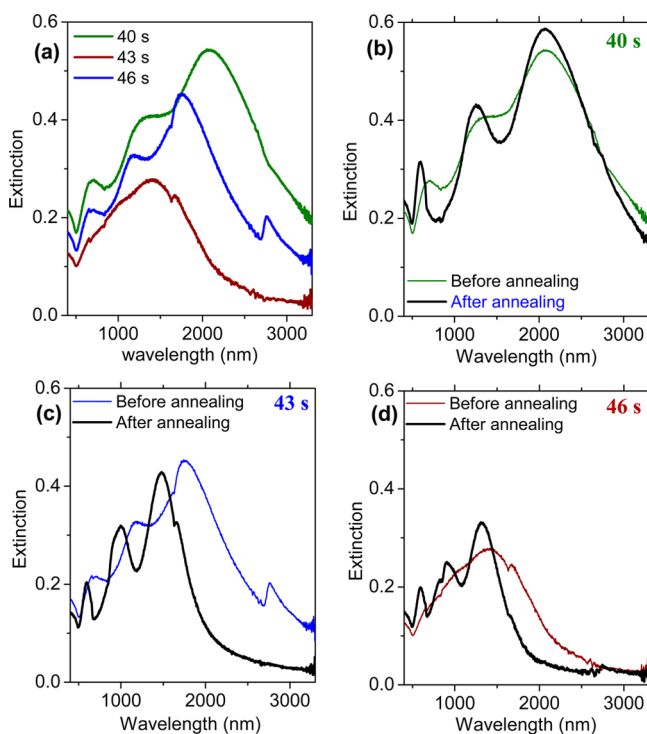 0.6
(a)
40 s
43 s
46 s
0.4
0.2
0.0
Extinction
1000 2000 3000
wavelength (nm)
0.6
(b)
40 s
0.4
0.2
0.0
Extinction
Before annealing
After annealing
1000 2000 3000
Wavelength (nm)
0.6
(c)
Before annealing
After annealing
43 s
0.4
0.2
0.0
Extinction
1000 2000 3000
Wavelength (nm)
0.6
(d)
Before annealing
After annealing
46 s
0.4
0.2
0.0
Extinction
1000 2000 3000
Wavelength (nm)